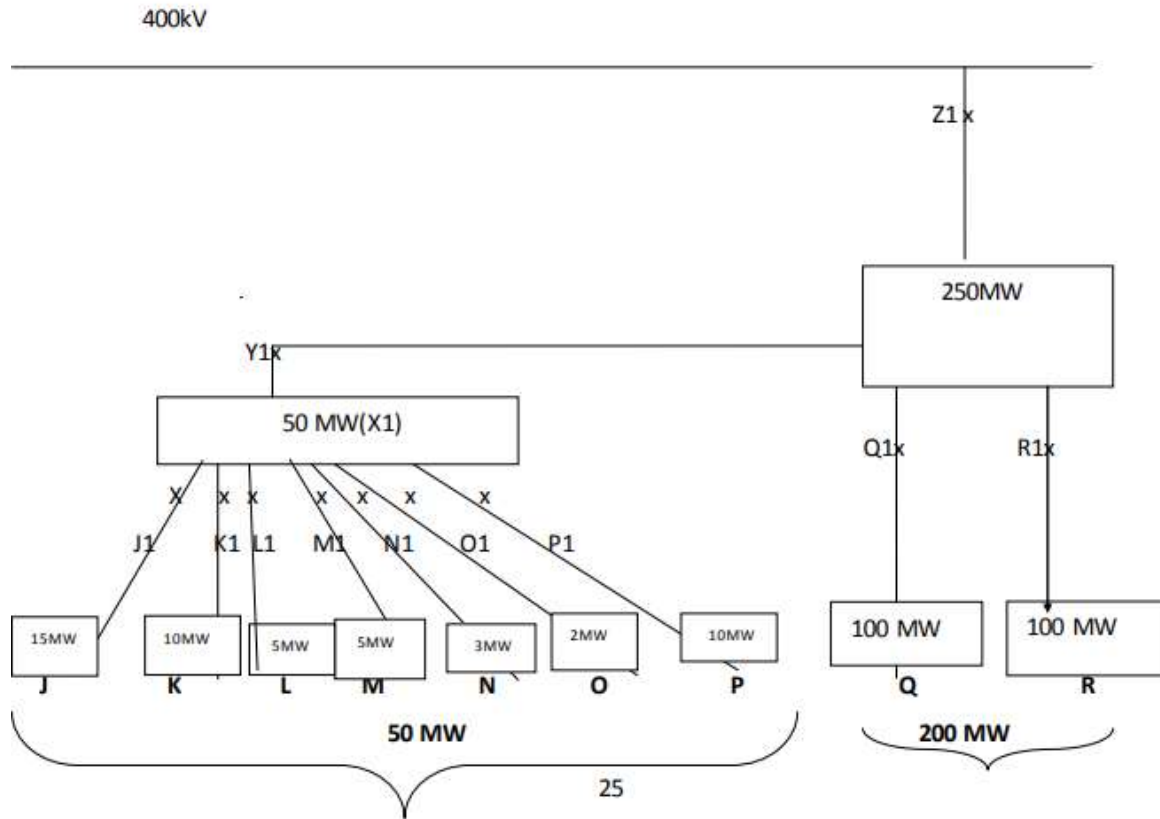 400kV
Z1 x
250MW
Y1x
50 MW(X1)
Q1x R1x
X x x x x x x
J1 K1 L1 M1 N1 O1 P1
15MW 10MW 5MW 5MW 3MW 2MW 10MW 100 MW 100 MW
J K L M N O P Q R
50 MW 200 MW
25